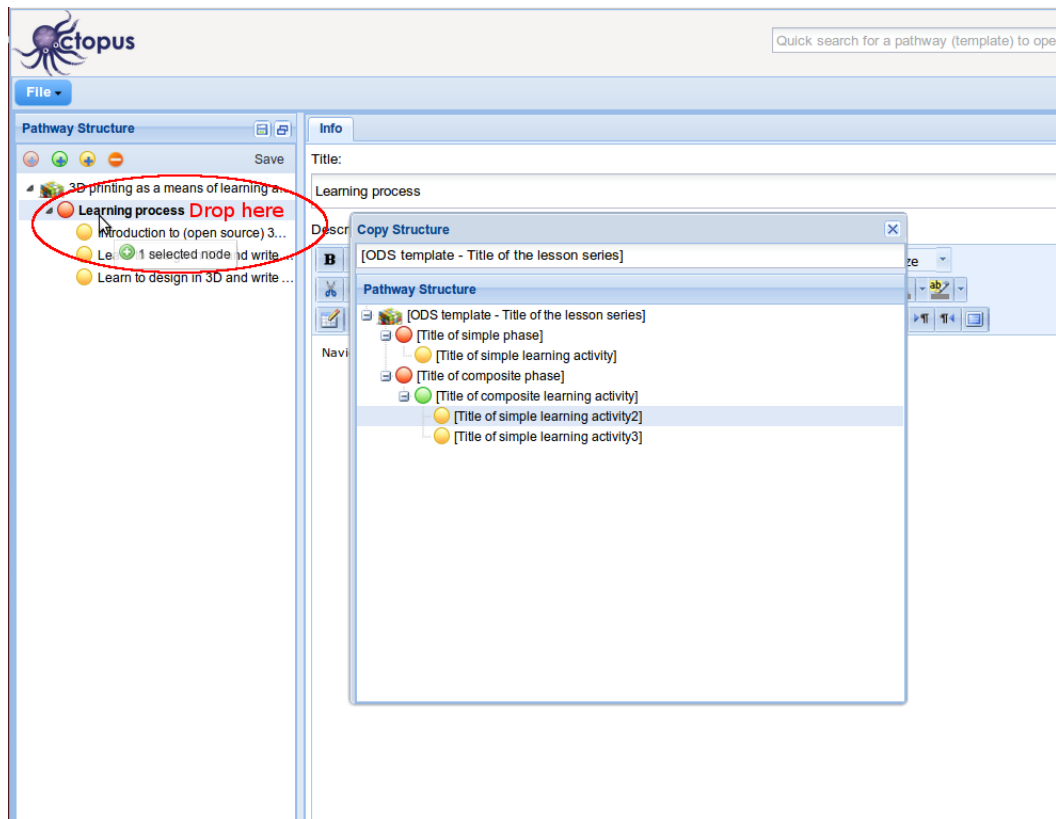 Octopus
Quick search for a pathway (template) to ope
File
Pathway Structure
Info
Save
Title:
3D printing as a means of learning a...
Learning process
Learning process Drop here
Introduction to (open source) 3...
1 selected node
Le d write ...
Learn to design in 3D and write ...
Descr
Copy Structure
[ODS template - Title of the lesson series]
B
ze
Pathway Structure
[ODS template - Title of the lesson series]
[Title of simple phase]
[Title of simple learning activity]
[Title of composite phase]
[Title of composite learning activity]
[Title of simple learning activity2]
[Title of simple learning activity3]
ab
Navi